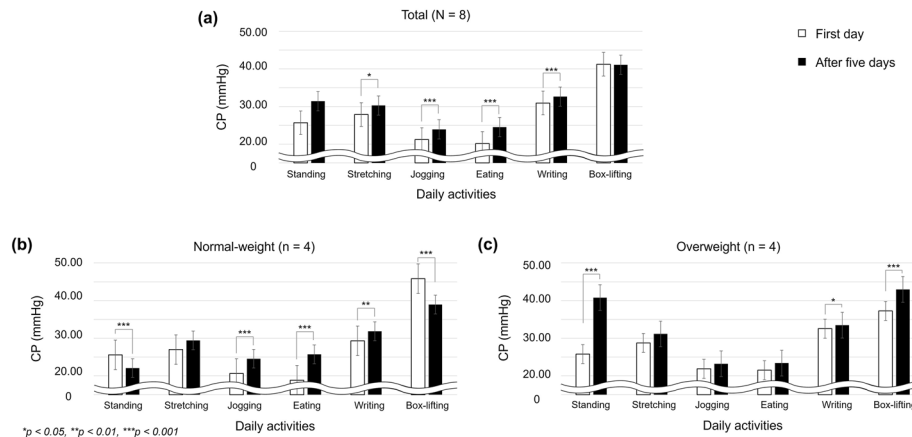 (a)
Total (N = 8)
First day
After five days
CP (mmHg)
50.00
40.00
30.00
20.00
0
*
***
***
***
Standing
Stretching
Jogging
Eating
Writing
Box-lifting
Daily activities
(b)
Normal-weight (n = 4)
CP (mmHg)
50.00
40.00
30.00
20.00
0
***
***
***
**
***
Standing
Stretching
Jogging
Eating
Writing
Box-lifting
Daily activities
(c)
Overweight (n = 4)
CP (mmHg)
50.00
40.00
30.00
20.00
0
***
*
***
Standing
Stretching
Jogging
Eating
Writing
Box-lifting
Daily activities
*p < 0.05, **p < 0.01, ***p < 0.001